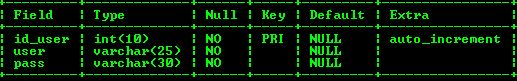 Field Type Null Key Default Extra
id_user int(10) NO PRI NULL auto_increment
user varchar(25) NO NULL
pass varchar(30) NO NULL